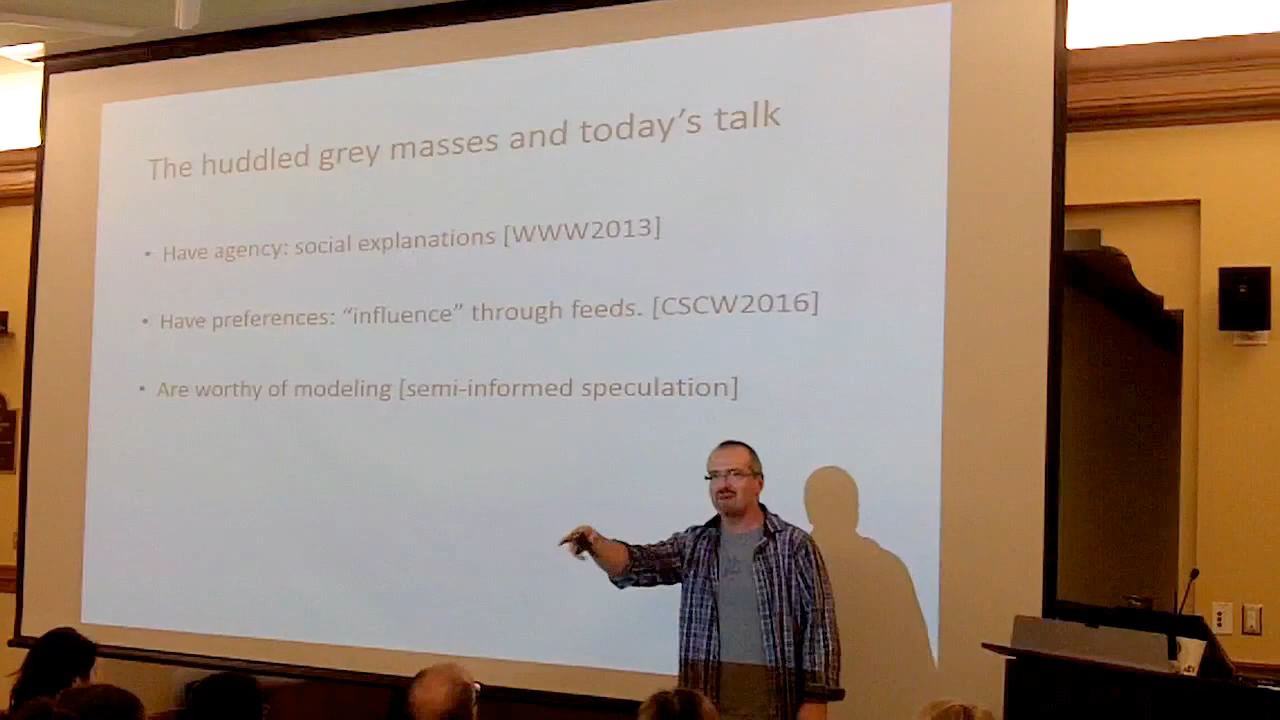 The huddled grey masses and today's talk
• Have agency: social explanations [WWW2013]
• Have preferences: “influence” through feeds. [CSCW2016]
• Are worthy of modeling [semi-informed speculation]